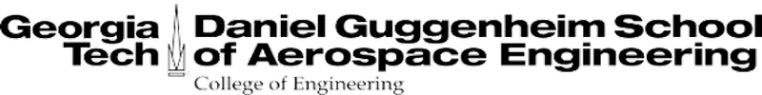 Georgia Tech
Daniel Guggenheim School
of Aerospace Engineering
College of Engineering